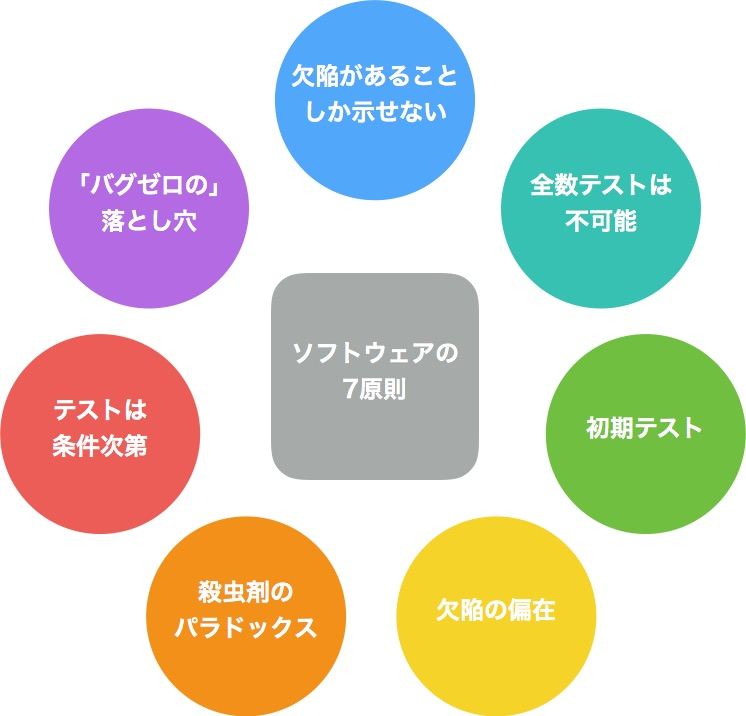 欠陥があること
しか示せない
全数テストは
不可能
初期テスト
欠陥の偏在
殺虫剤の
パラドックス
テストは
条件次第
「バグゼロの」
落とし穴
ソフトウェアの
7原則